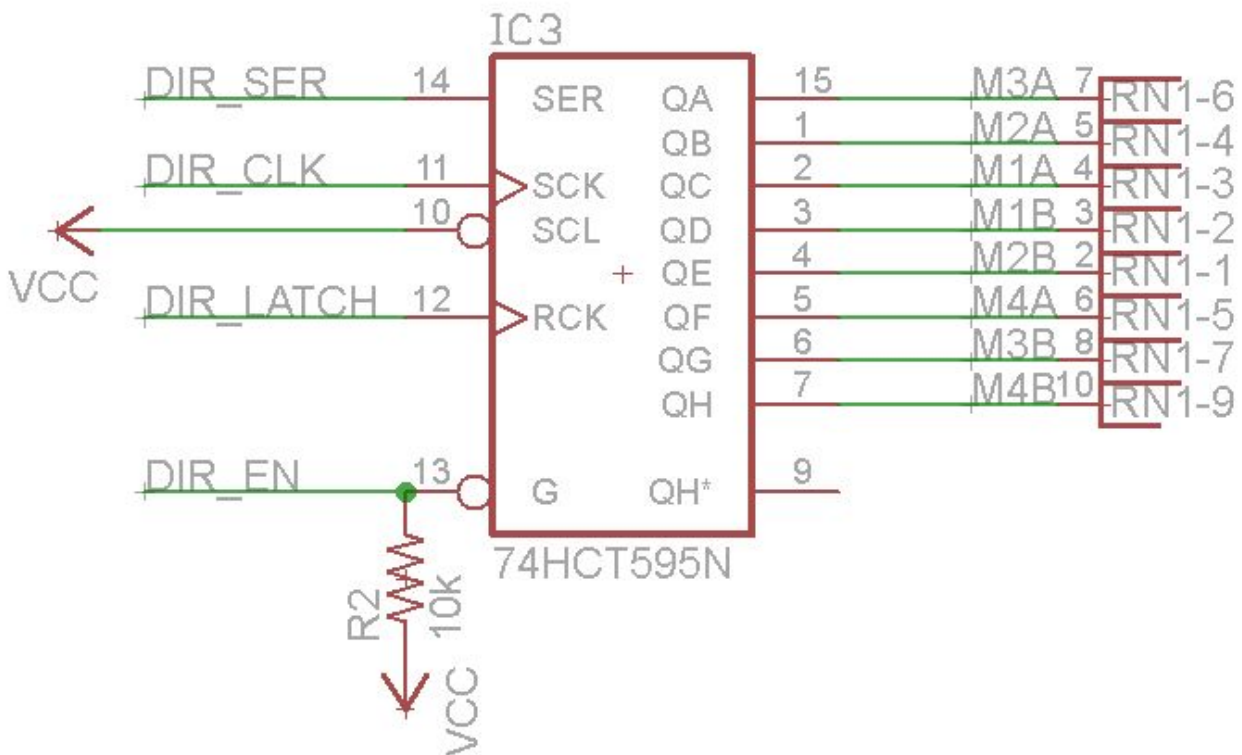 IC3
DIR_SER 14 SER QA 15 M3A 7 RN1-6
QB 1 M2A 5 RN1-4
DIR_CLK 11 SCK QC 2 M1A 4 RN1-3
10 SCL QD 3 M1B 3 RN1-2
VCC QE 4 M2B 2 RN1-1
DIR_LATCH 12 RCK QF 5 M4A 6 RN1-5
QG 6 M3B 8 RN1-7
QH 7 M4B 10 RN1-9
DIR_EN 13 G QH* 9
74HCT595N
R2 10k
VCC